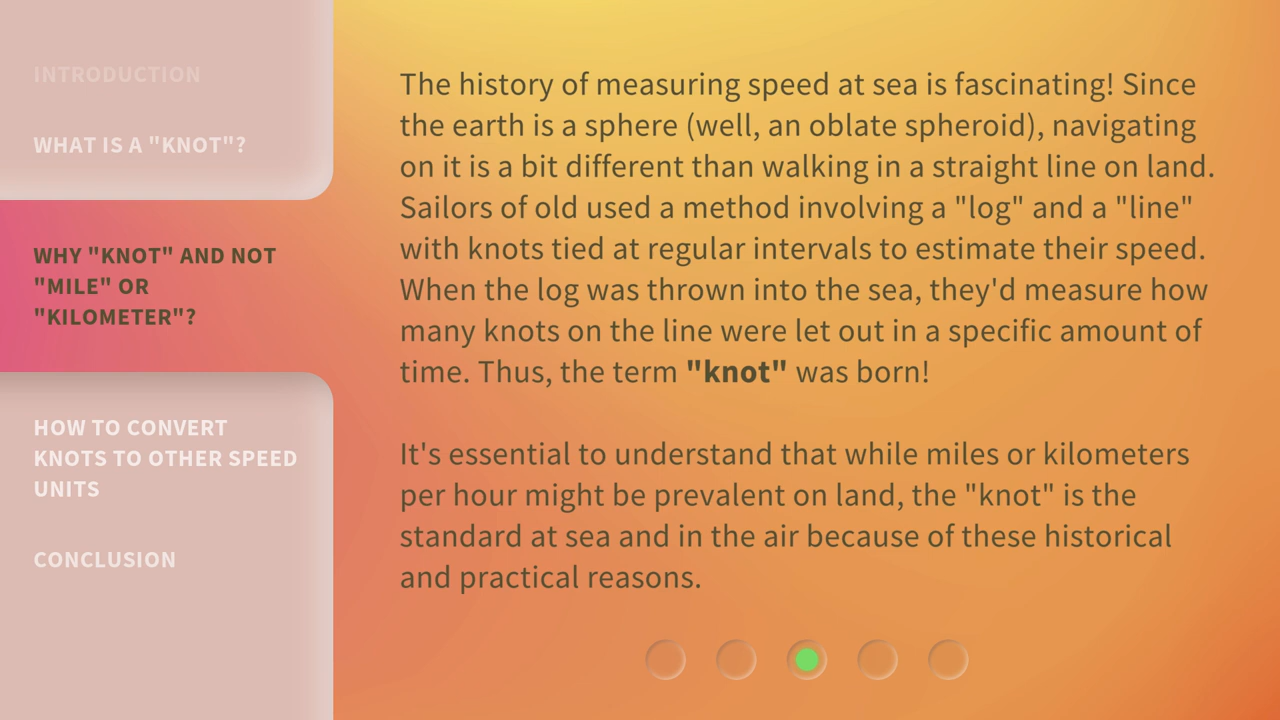 INTRODUCTION
WHAT IS A "KNOT"?
WHY "KNOT" AND NOT
"MILE" OR
"KILOMETER"?
HOW TO CONVERT
KNOTS TO OTHER SPEED
UNITS
CONCLUSION
The history of measuring speed at sea is fascinating! Since
the earth is a sphere (well, an oblate spheroid), navigating
on it is a bit different than walking in a straight line on land.
Sailors of old used a method involving a "log" and a "line"
with knots tied at regular intervals to estimate their speed.
When the log was thrown into the sea, they'd measure how
many knots on the line were let out in a specific amount of
time. Thus, the term "knot" was born!
It's essential to understand that while miles or kilometers
per hour might be prevalent on land, the "knot" is the
standard at sea and in the air because of these historical
and practical reasons.